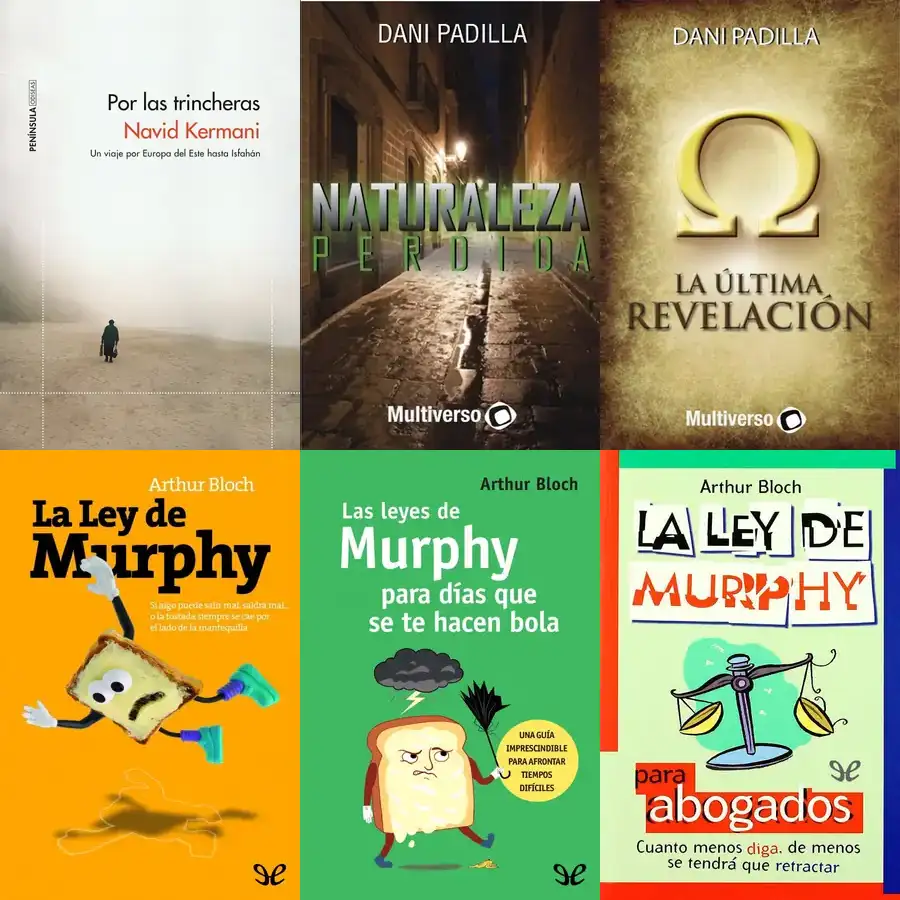 PENÍNSULA ODISEAS
Por las trincheras
Navid Kermani
Un viaje por Europa del Este hasta Isfahán
DANI PADILLA
NATURALEZA
PERDIDA
Multiverso
DANI PADILLA
Ω
LA ÚLTIMA
REVELACIÓN
Multiverso
Arthur Bloch
La Ley de
Murphy
Si algo puede salir mal, saldrá mal...
o la tostada siempre se cae por
el lado de la mantequilla
Arthur Bloch
Las leyes de
Murphy
para días que
se te hacen bola
UNA GUÍA
IMPRESCINDIBLE
PARA AFRONTAR
TIEMPOS
DIFÍCILES
Arthur Bloch
LA LEY DE
MURPHY
para
abogados
Cuanto menos diga. de menos
se tendrá que retractar